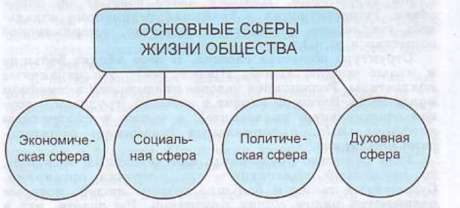 ОСНОВНЫЕ СФЕРЫ
ЖИЗНИ ОБЩЕСТВА
Экономиче-
ская сфера
Социаль-
ная сфера
Политиче-
ская сфера
Духовная
сфера